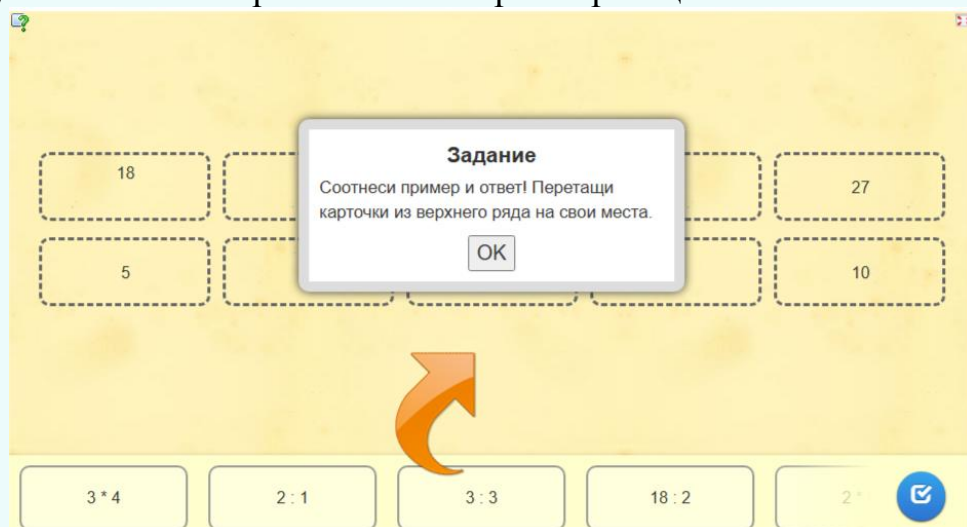 Задание
Соотнеси пример и ответ! Перетащи
карточки из верхнего ряда на свои места.
OK
18
27
5
10
3 * 4
2 : 1
3 : 3
18 : 2
2 *